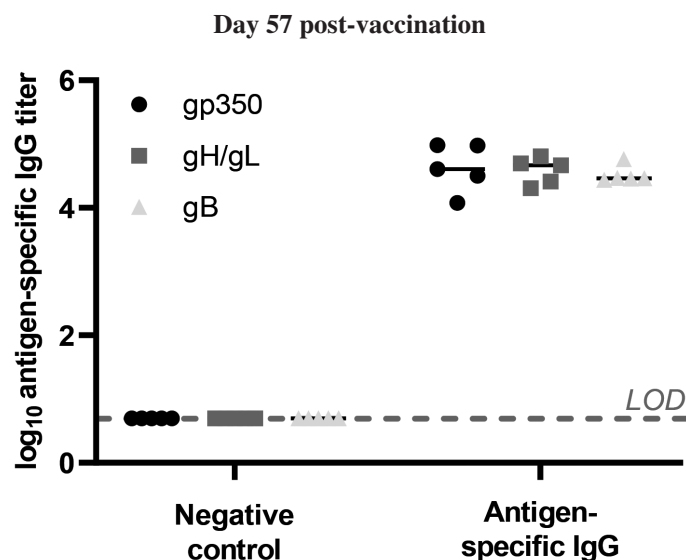 Day 57 post-vaccination
log10 antigen-specific IgG titer
6
4
2
0
gp350
gH/gL
gB
LOD
Negative
control
Antigen-
specific IgG